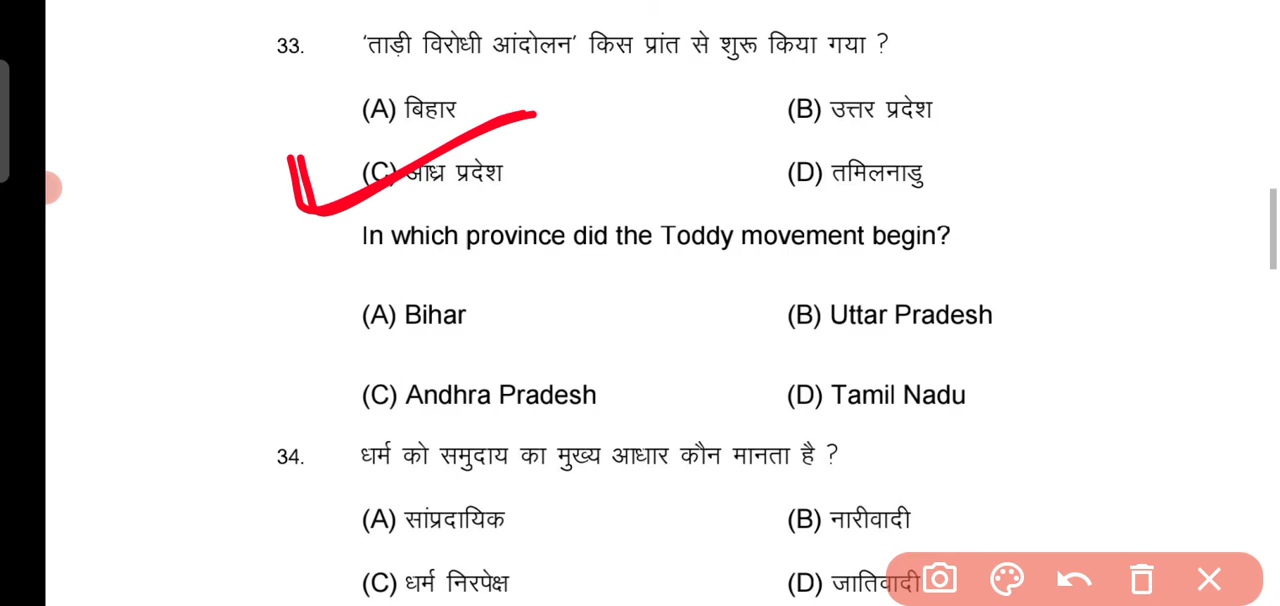 33. 'ताड़ी विरोधी आंदोलन' किस प्रांत से शुरू किया गया ?
(A) बिहार (B) उत्तर प्रदेश
(C) आंध्र प्रदेश (D) तमिलनाडु
In which province did the Toddy movement begin?
(A) Bihar (B) Uttar Pradesh
(C) Andhra Pradesh (D) Tamil Nadu
34. धर्म को समुदाय का मुख्य आधार कौन मानता है ?
(A) सांप्रदायिक (B) नारीवादी
(C) धर्म निरपेक्ष (D) जातिवादी